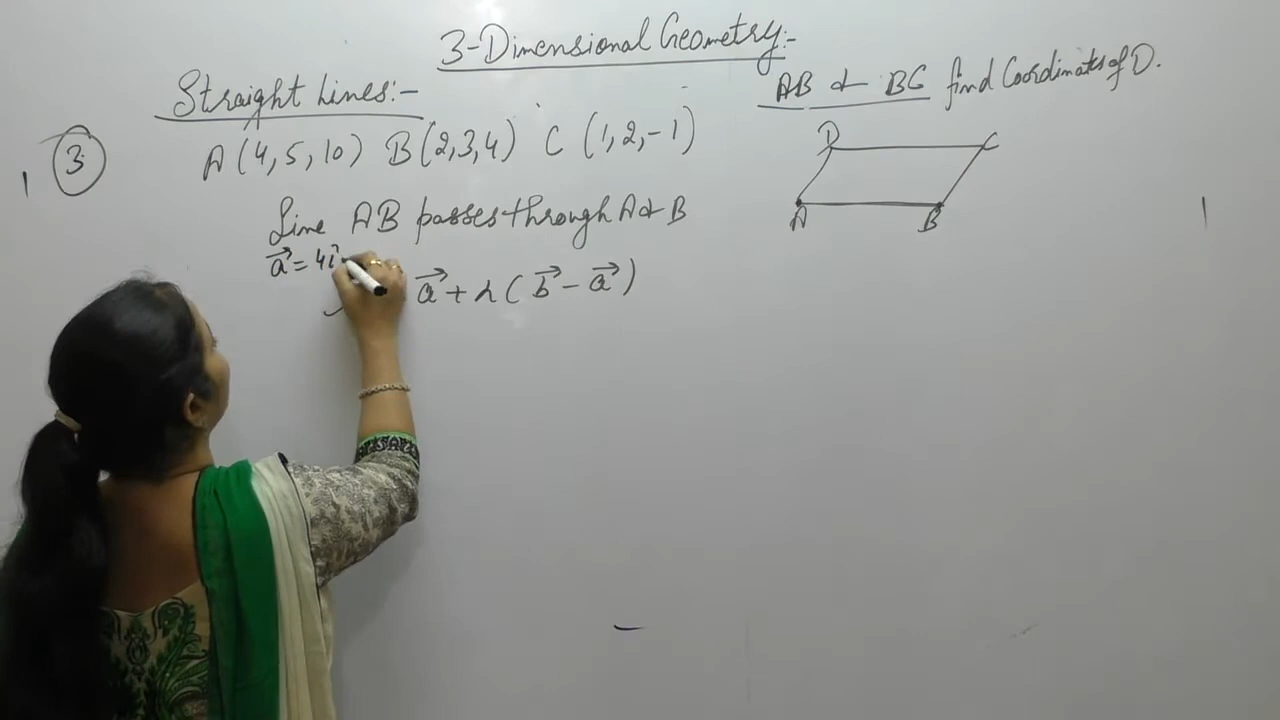 3-Dimensional Geometry:-
Straight Lines:-
AB & BC find Coordinates of D.
3
A (4, 5, 10) B (2, 3, 4) C (1, 2, -1)
D C
A B
Line AB passes through A & B
a⃗ = 4î
a⃗ + λ ( b⃗ - a⃗ )